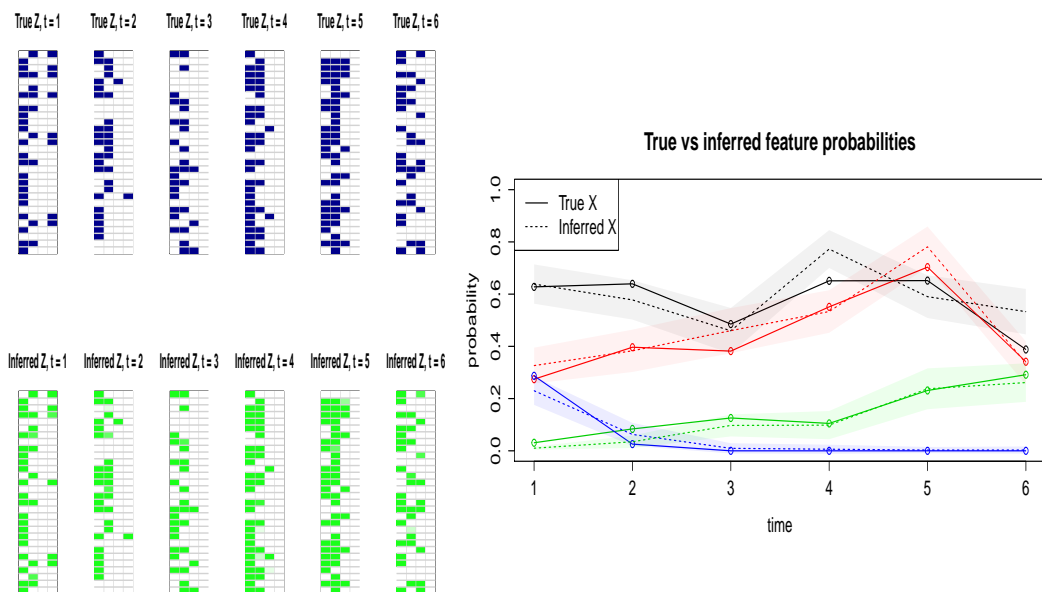 True Z, t = 1
True Z, t = 2
True Z, t = 3
True Z, t = 4
True Z, t = 5
True Z, t = 6
Inferred Z, t = 1
Inferred Z, t = 2
Inferred Z, t = 3
Inferred Z, t = 4
Inferred Z, t = 5
Inferred Z, t = 6
True vs inferred feature probabilities
True X
Inferred X
probability
1.0
0.8
0.6
0.4
0.2
0.0
1 2 3 4 5 6
time